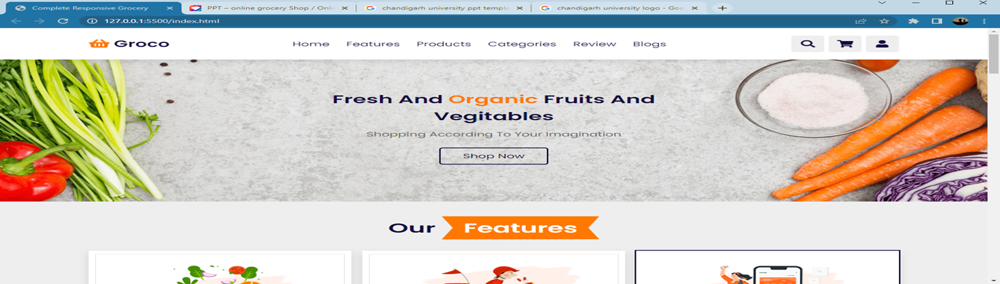 Complete Responsive Grocery
PPT – online grocery Shop / Onli
chandigarh university ppt templa
chandigarh university logo - Goo
127.0.0.1:5500/index.html
Groco
Home Features Products Categories Review Blogs
Fresh And Organic Fruits And
Vegitables
Shopping According To Your Imagination
Shop Now
Our Features